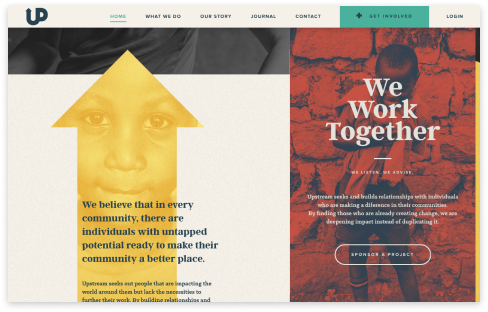 UP
HOME WHAT WE DO OUR STORY JOURNAL CONTACT GET INVOLVED LOGIN
We believe that in every
community, there are
individuals with untapped
potential ready to make their
community a better place.
Upstream seeks out people that are impacting the
world around them but lack the necessities to
further their work. By building relationships and
We
Work
Together
WE LISTEN, WE ADVISE
Upstream seeks and builds relationships with individuals
who are making a diference in their communities.
By finding those who are already creating change, we are
deepening impact instead of duplicating it.
SPONSOR A PROJECT